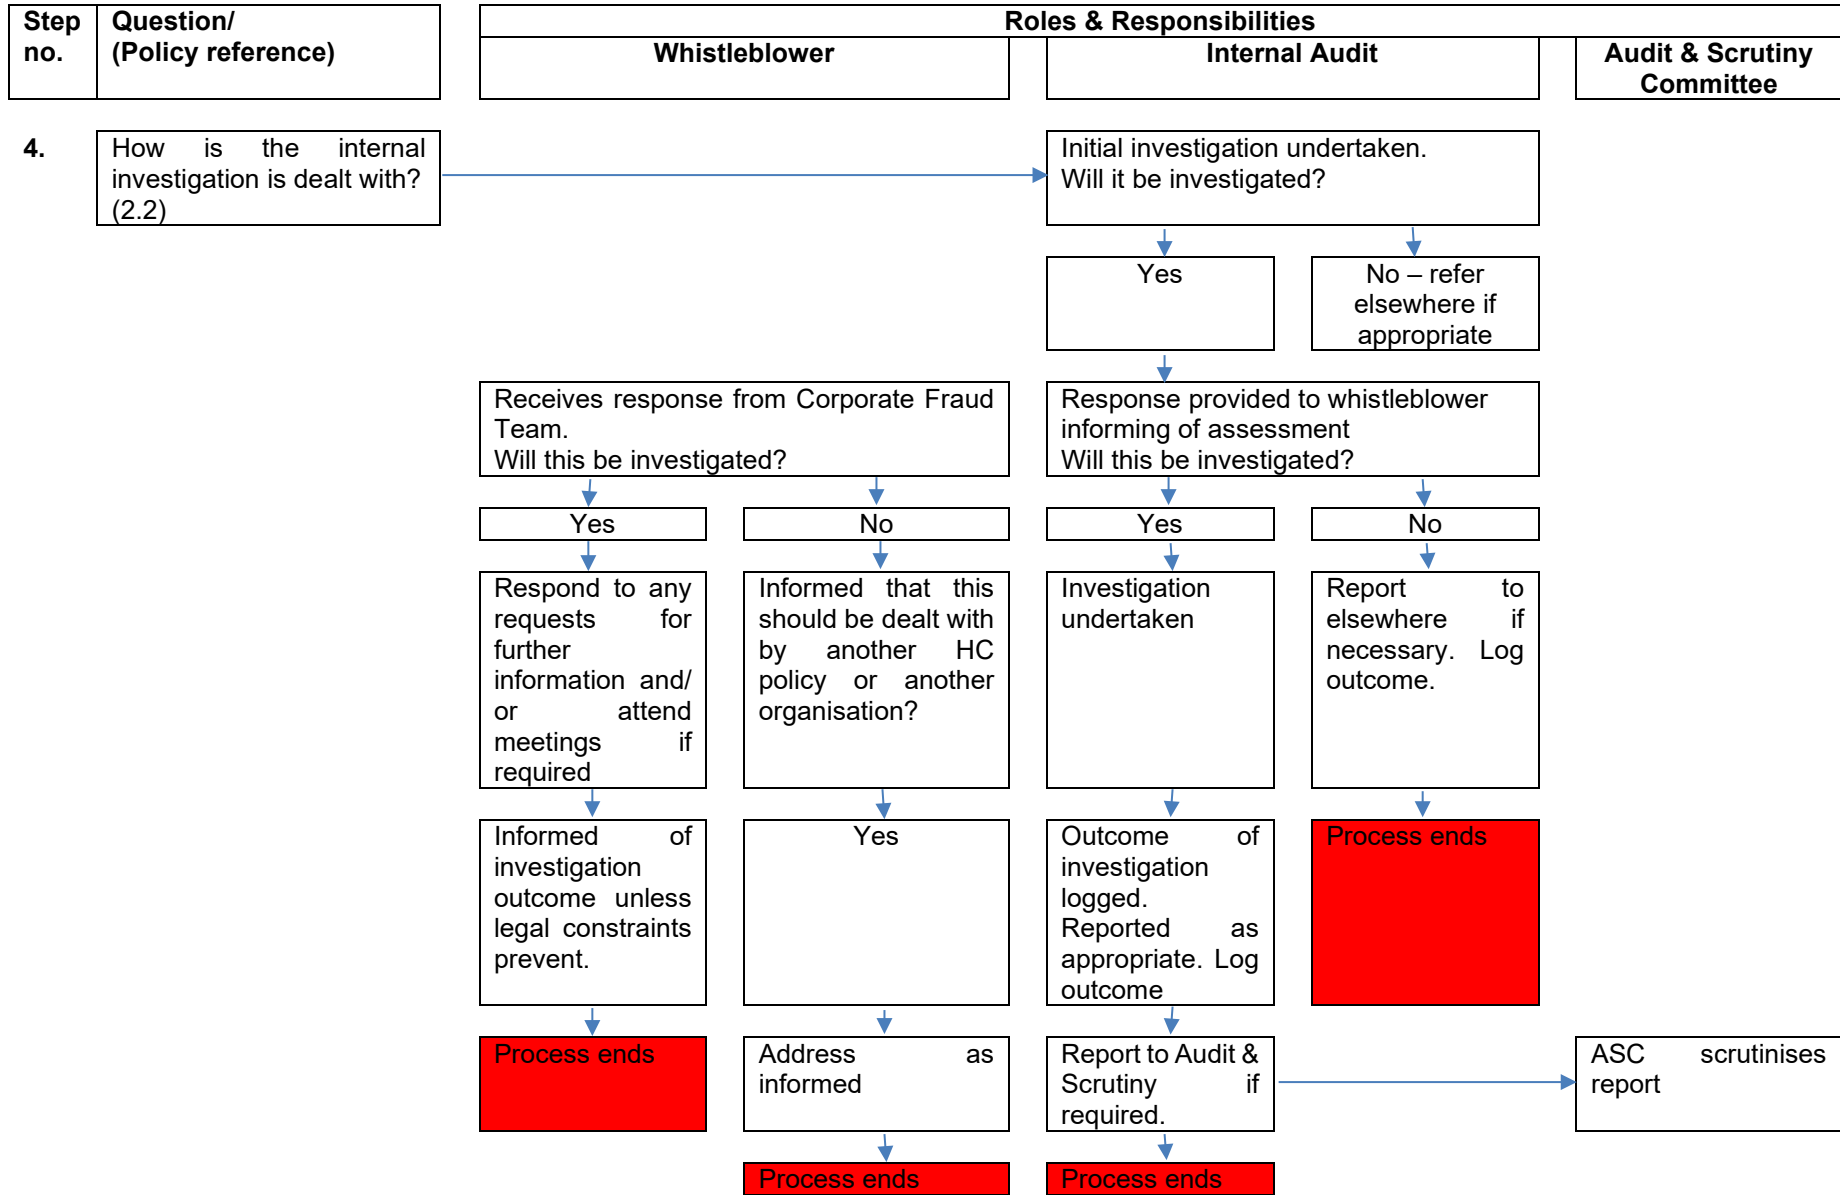 Step no.
Question/ (Policy reference)
Roles & Responsibilities
Whistleblower
Internal Audit
Audit & Scrutiny
Committee
4.
How is the internal
investigation is dealt with?
(2.2)
Initial investigation undertaken.
Will it be investigated?
Yes
No – refer
elsewhere if
appropriate
Receives response from Corporate Fraud
Team.
Will this be investigated?
Response provided to whistleblower
informing of assessment
Will this be investigated?
Yes
No
Yes
No
Respond to any
requests for
further
information and/
or attend
meetings if
required
Informed that this
should be dealt with
by another HC
policy or another
organisation?
Investigation
undertaken
Report to
elsewhere if
necessary. Log
outcome.
Informed of
investigation
outcome unless
legal constraints
prevent.
Yes
Outcome of
investigation
logged.
Reported as
appropriate. Log
outcome
Process ends
Process ends
Address as
informed
Report to Audit &
Scrutiny if
required.
ASC scrutinises
report
Process ends
Process ends